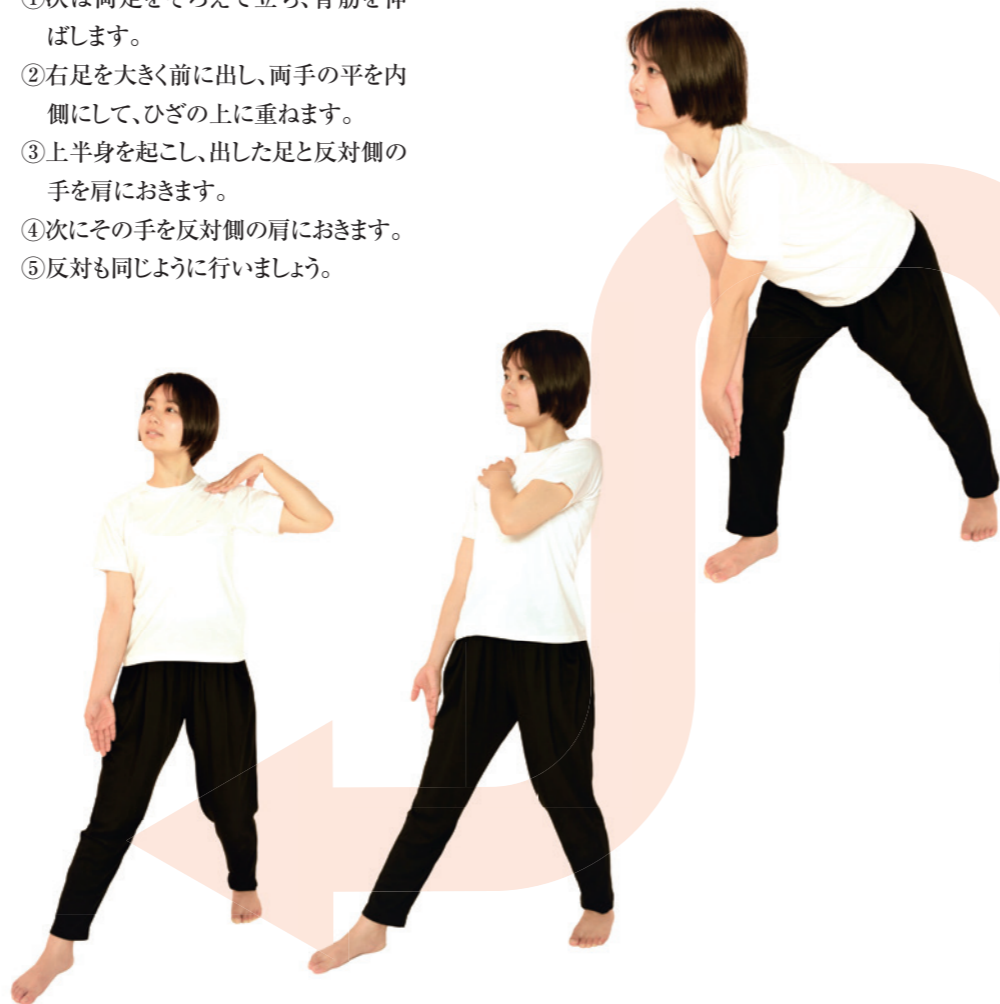 ①次は両足をそろえて立ち、背筋を伸
ばします。
②右足を大きく前に出し、両手の平を内
側にして、ひざの上に重ねます。
③上半身を起こし、出した足と反対側の
手を肩におきます。
④次にその手を反対側の肩におきます。
⑤反対も同じように行いましょう。